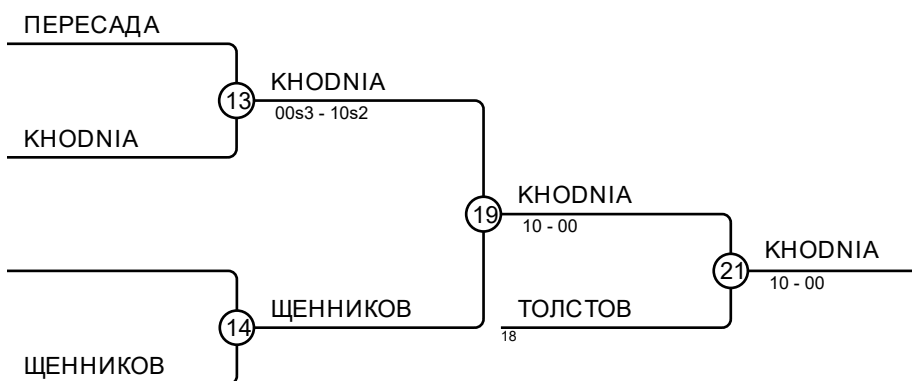 ПЕРЕСАДА
KHODNIA
13
00s3 - 10s2
KHODNIA
KHODNIA
19
10 - 00
KHODNIA
21
10 - 00
ЩЕННИКОВ
14
ТОЛСТОВ
18
ЩЕННИКОВ